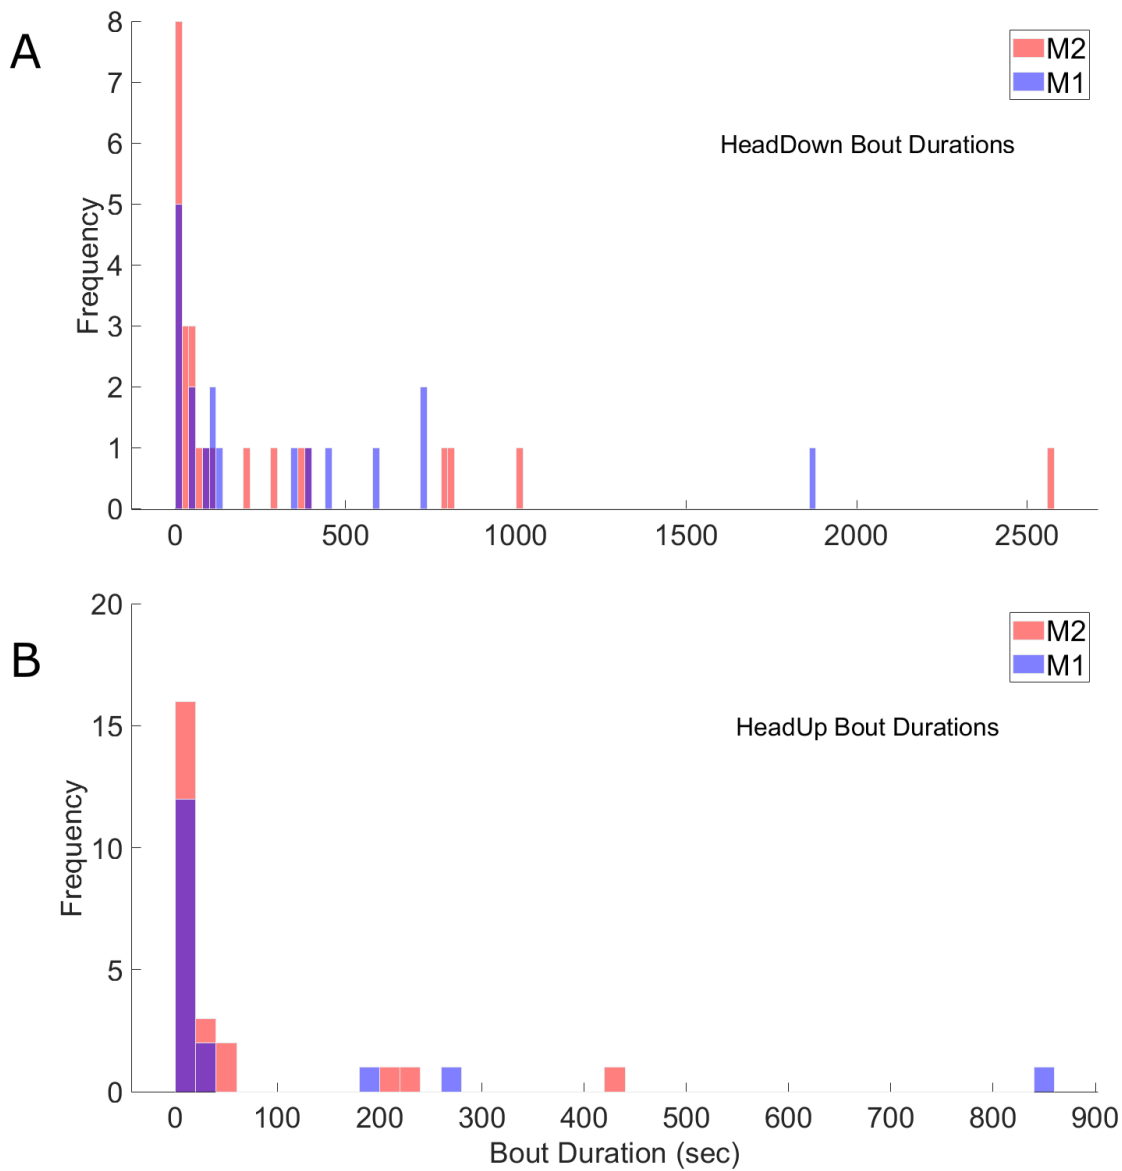 A
8
7
6
5
4
3
2
1
0
Frequency
M2
M1
HeadDown Bout Durations
0 500 1000 1500 2000 2500
B
20
15
10
5
0
Frequency
M2
M1
HeadUp Bout Durations
0 100 200 300 400 500 600 700 800 900
Bout Duration (sec)